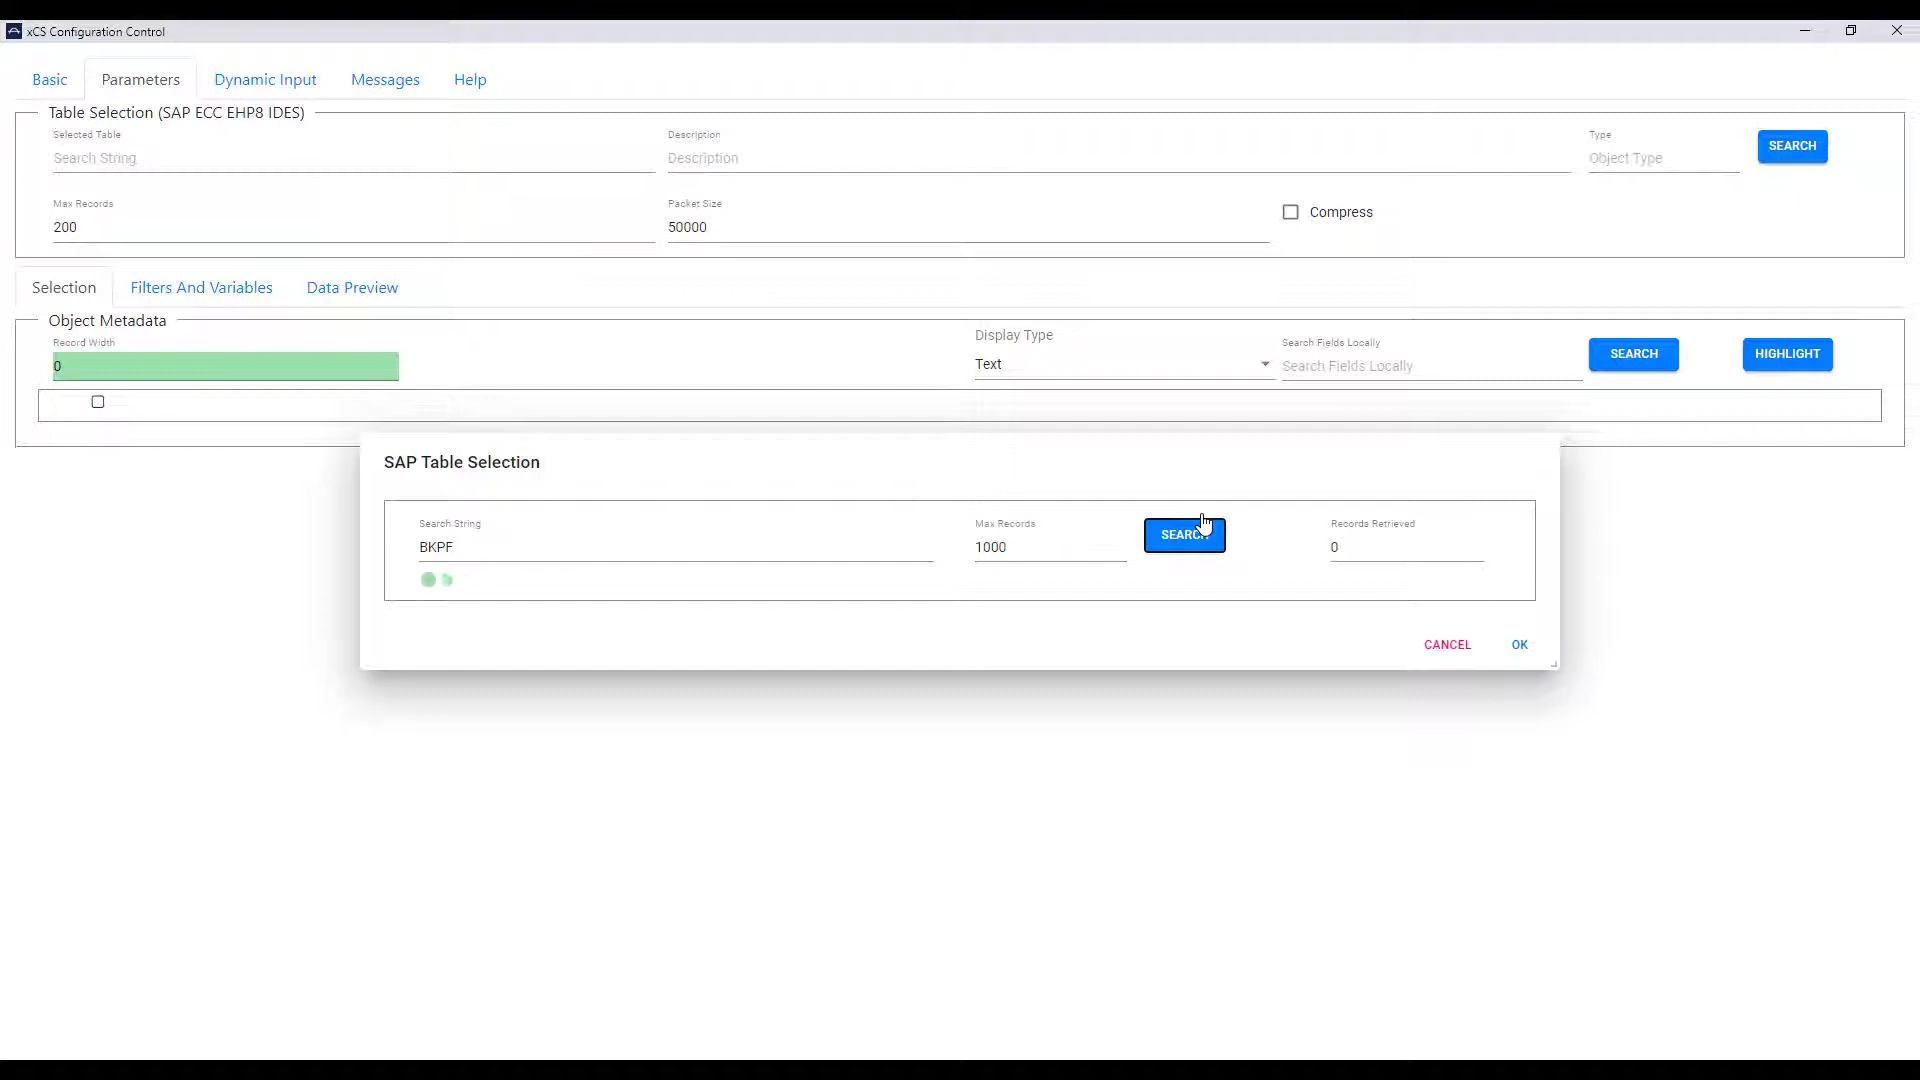 xCS Configuration Control
Basic Parameters Dynamic Input Messages Help
Table Selection (SAP ECC EHP8 IDES)
Selected Table Description Type
Search String Description Object Type SEARCH
Max Records Packet Size
200 50000 Compress
Selection Filters And Variables Data Preview
Object Metadata
Record Width Display Type Search Fields Locally
0 Text Search Fields Locally SEARCH HIGHLIGHT
SAP Table Selection
Search String Max Records Records Retrieved
BKPF 1000 SEARCH 0
CANCEL OK